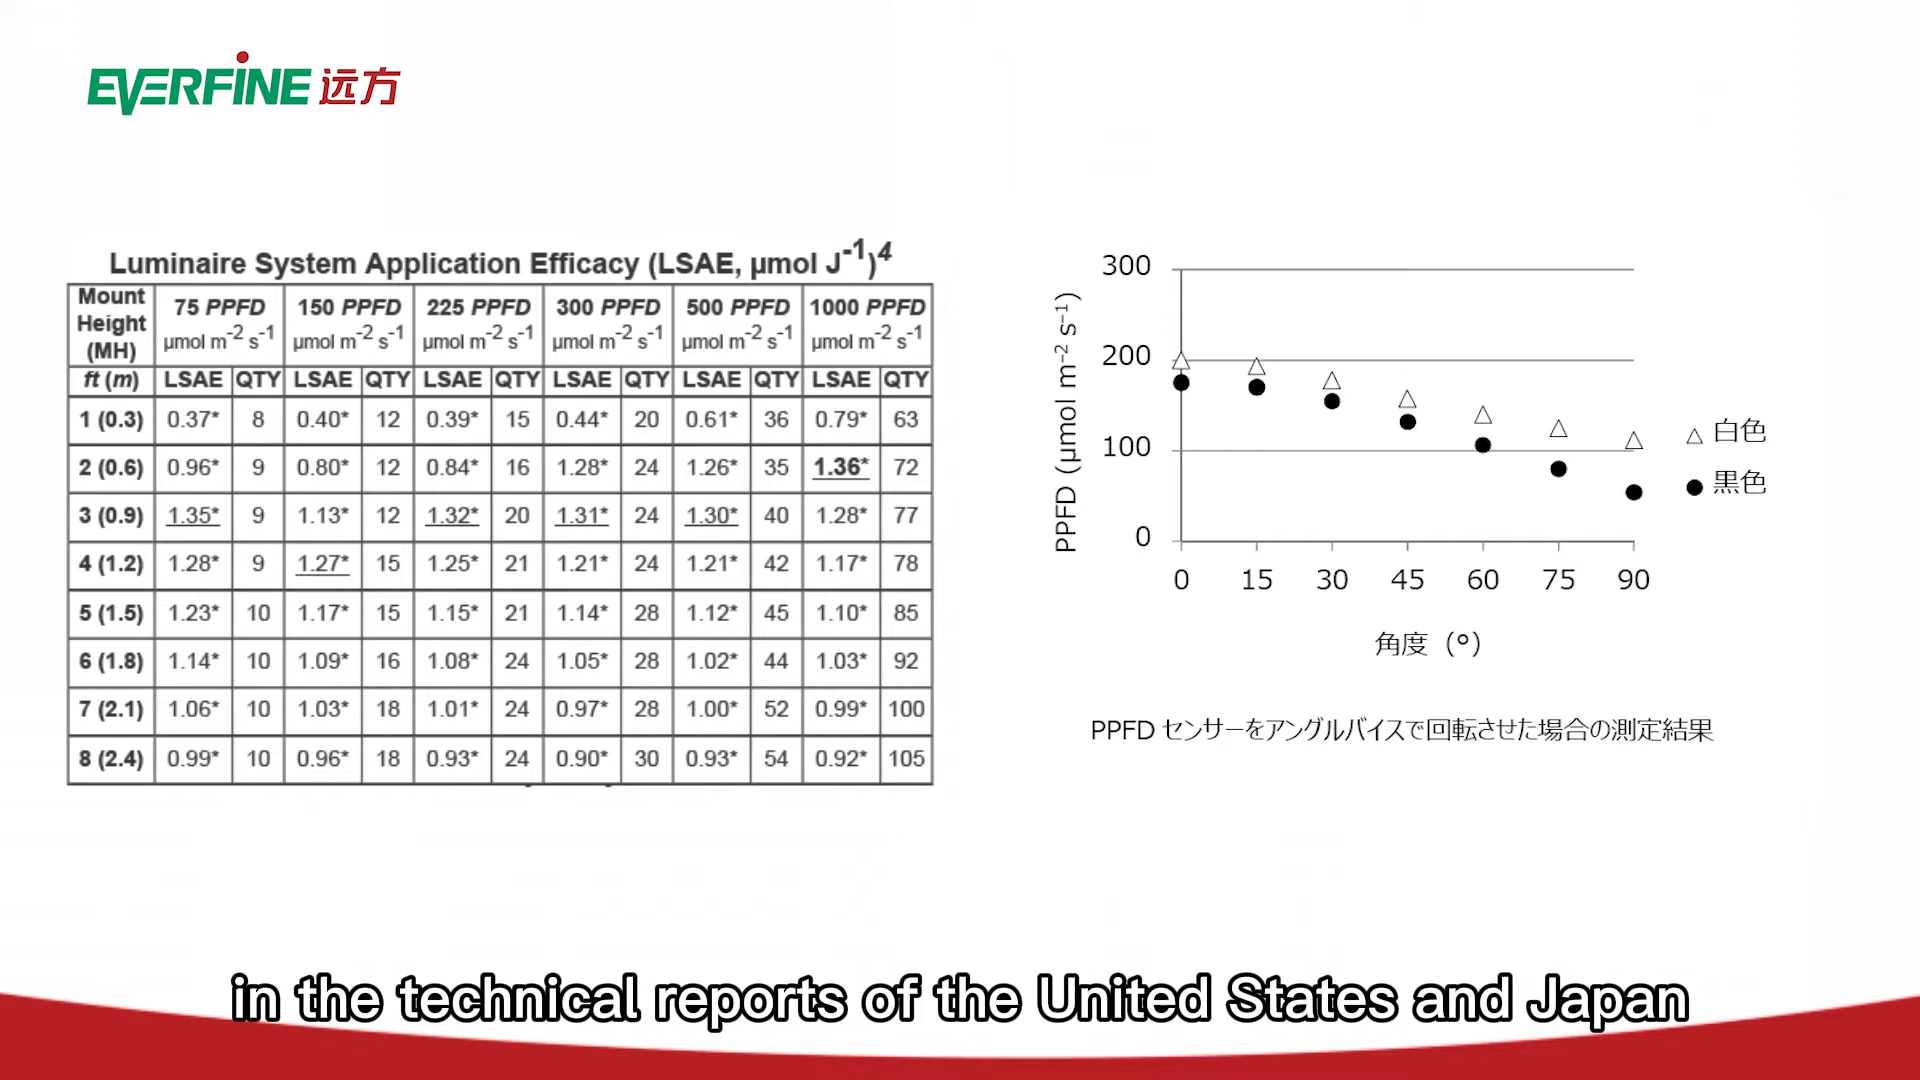 EVERFINE 远方
Luminaire System Application Efficacy (LSAE, µmol J⁻¹)⁴
Mount Height (MH) 75 PPFD 150 PPFD 225 PPFD 300 PPFD 500 PPFD 1000 PPFD
µmol m⁻² s⁻¹ µmol m⁻² s⁻¹ µmol m⁻² s⁻¹ µmol m⁻² s⁻¹ µmol m⁻² s⁻¹ µmol m⁻² s⁻¹
ft (m) LSAE QTY LSAE QTY LSAE QTY LSAE QTY LSAE QTY LSAE QTY
1 (0.3) 0.37* 8 0.40* 12 0.39* 15 0.44* 20 0.61* 36 0.79* 63
2 (0.6) 0.96* 9 0.80* 12 0.84* 16 1.28* 24 1.26* 35 1.36* 72
3 (0.9) 1.35* 9 1.13* 12 1.32* 20 1.31* 24 1.30* 40 1.28* 77
4 (1.2) 1.28* 9 1.27* 15 1.25* 21 1.21* 24 1.21* 42 1.17* 78
5 (1.5) 1.23* 10 1.17* 15 1.15* 21 1.14* 28 1.12* 45 1.10* 85
6 (1.8) 1.14* 10 1.09* 16 1.08* 24 1.05* 28 1.02* 44 1.03* 92
7 (2.1) 1.06* 10 1.03* 18 1.01* 24 0.97* 28 1.00* 52 0.99* 100
8 (2.4) 0.99* 10 0.96* 18 0.93* 24 0.90* 30 0.93* 54 0.92* 105
PPFD (µmol m⁻² s⁻¹)
300
200
100
0
0 15 30 45 60 75 90
角度 (°)
白色
黒色
PPFD センサーをアングルバイスで回転させた場合の測定結果
in the technical reports of the United States and Japan